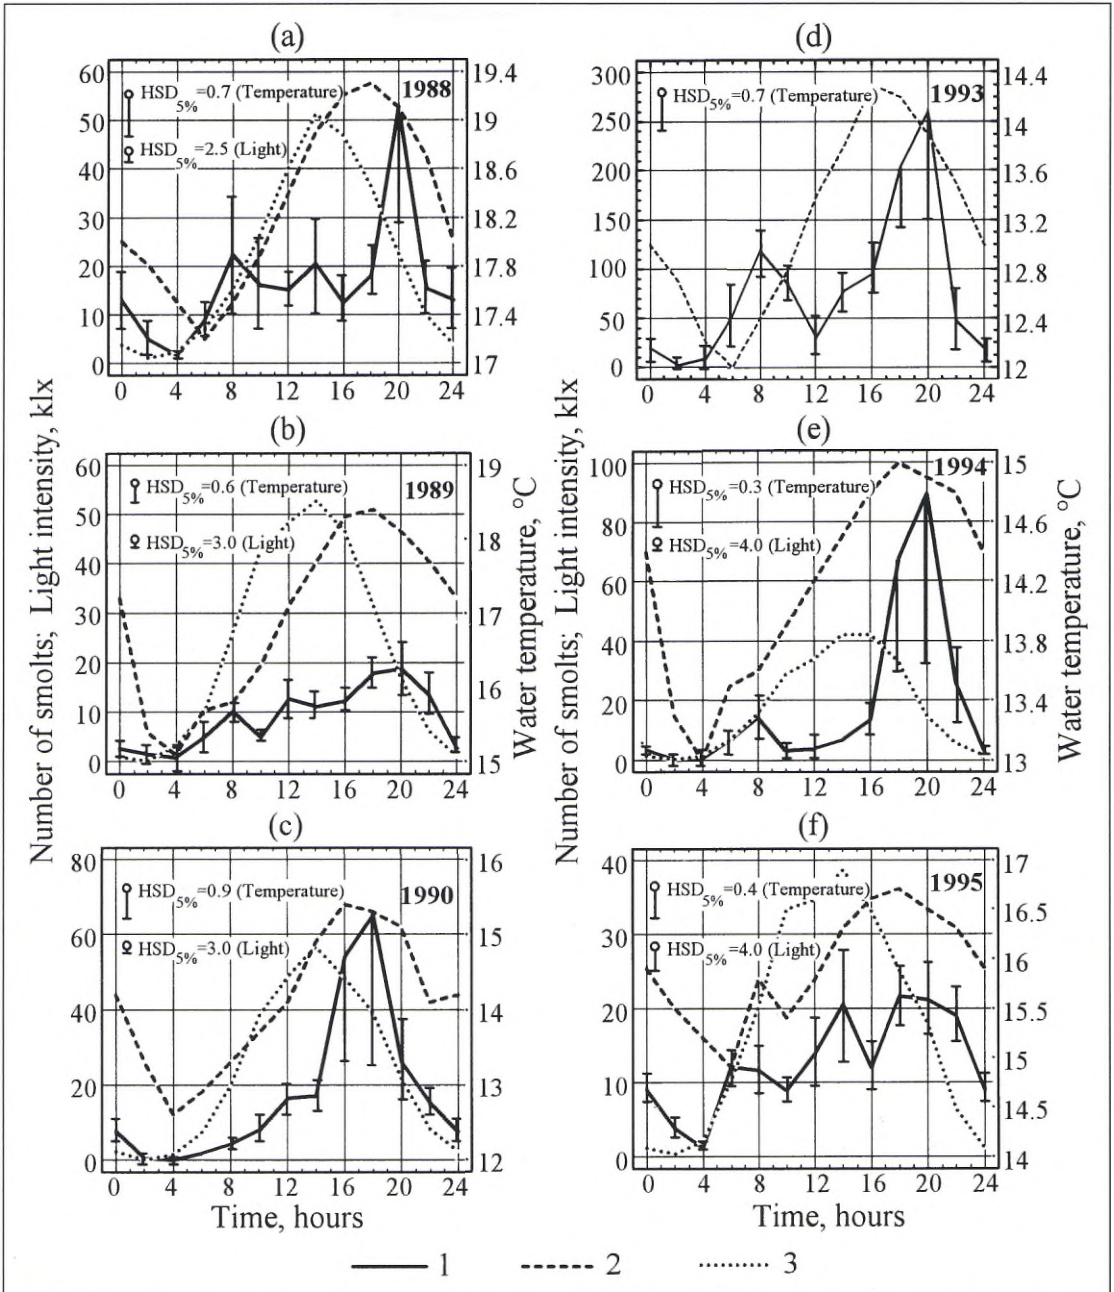 (a)
60
50
40
30
20
10
0
HSD5%=0.7 (Temperature)
HSD5%=2.5 (Light)
1988
19.4
19
18.6
18.2
17.8
17.4
17
0 4 8 12 16 20 24
(b)
60
50
40
30
20
10
0
HSD5%=0.6 (Temperature)
HSD5%=3.0 (Light)
1989
19
18
17
16
15
0 4 8 12 16 20 24
(c)
80
60
40
20
0
HSD5%=0.9 (Temperature)
HSD5%=3.0 (Light)
1990
16
15
14
13
12
0 4 8 12 16 20 24
Time, hours
Number of smolts; Light intensity, klx
Water temperature, °C
(d)
300
250
200
150
100
50
0
HSD5%=0.7 (Temperature)
1993
14.4
14
13.6
13.2
12.8
12.4
12
0 4 8 12 16 20 24
(e)
100
80
60
40
20
0
HSD5%=0.3 (Temperature)
HSD5%=4.0 (Light)
1994
15
14.6
14.2
13.8
13.4
13
0 4 8 12 16 20 24
(f)
40
30
20
10
0
HSD5%=0.4 (Temperature)
HSD5%=4.0 (Light)
1995
17
16.5
16
15.5
15
14.5
14
0 4 8 12 16 20 24
Time, hours
Number of smolts; Light intensity, klx
Water temperature, °C
1 2 3